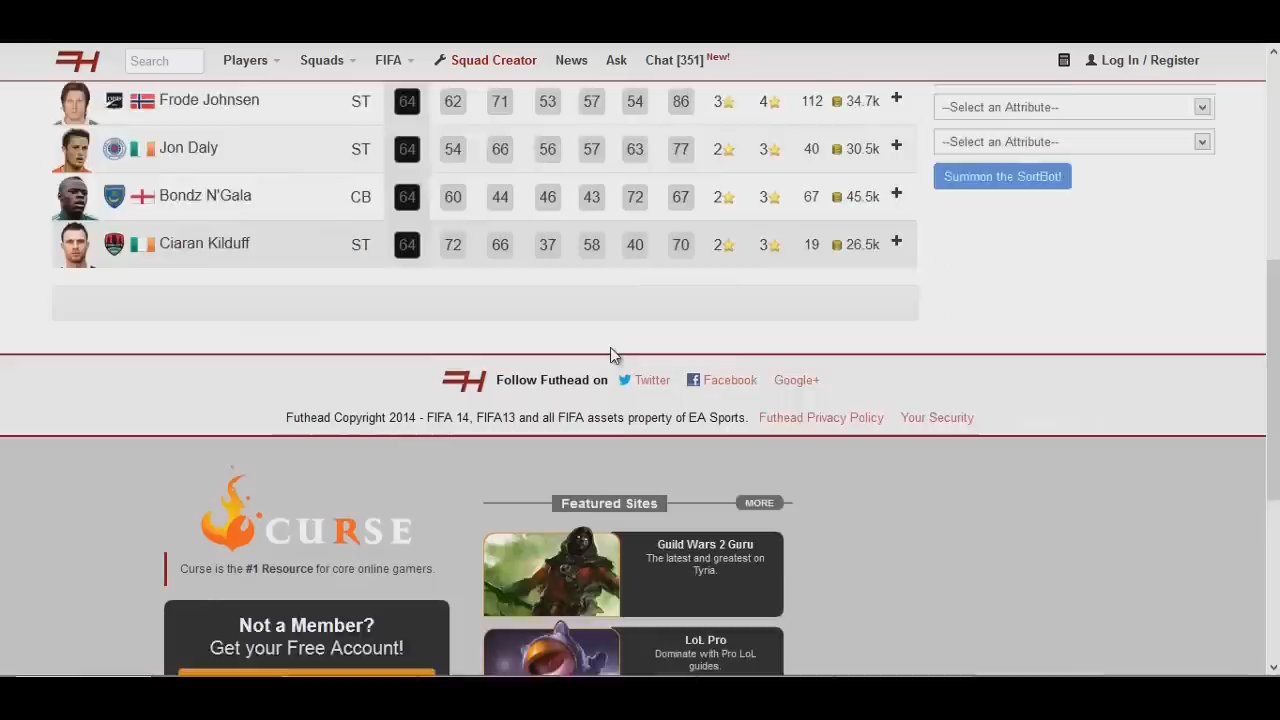 FH Search Players Squads FIFA Squad Creator News Ask Chat [351] New! Log In / Register
Frode Johnsen ST 64 62 71 53 57 54 86 3 4 112 34.7k +
--Select an Attribute--
Jon Daly ST 64 54 66 56 57 63 77 2 3 40 30.5k +
--Select an Attribute--
Summon the SortBot!
Bondz N'Gala CB 64 60 44 46 43 72 67 2 3 67 45.5k +
Ciaran Kilduff ST 64 72 66 37 58 40 70 2 3 19 26.5k +
FH Follow Futhead on Twitter Facebook Google+
Futhead Copyright 2014 - FIFA 14, FIFA13 and all FIFA assets property of EA Sports. Futhead Privacy Policy Your Security
Featured Sites MORE
CURSE
Curse is the #1 Resource for core online gamers.
Guild Wars 2 Guru
The latest and greatest on
Tyria.
Not a Member?
Get your Free Account!
LoL Pro
Dominate with Pro LoL
guides.